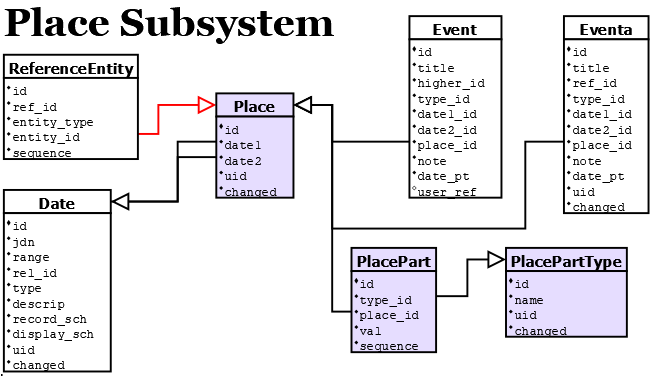 Place Subsystem
ReferenceEntity
id
ref_id
entity_type
entity_id
sequence
Place
id
date1
date2
uid
changed
Event
id
title
higher_id
type_id
date1_id
date2_id
place_id
note
date_pt
user_ref
Eventa
id
title
ref_id
type_id
date1_id
date2_id
place_id
note
date_pt
uid
changed
Date
id
jdn
range
rel_id
type
descrip
record_sch
display_sch
uid
changed
PlacePart
id
type_id
place_id
val
sequence
PlacePartType
id
name
uid
changed